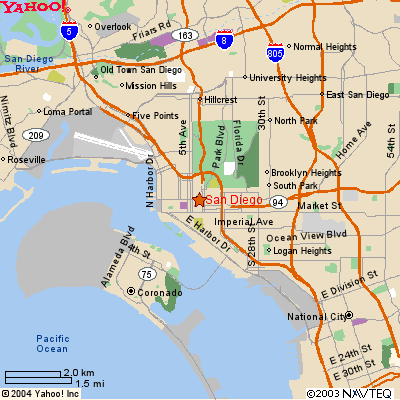 YAHOO!
5
Overlook
Friars Rd
163
8
805
Normal Heights
San Diego
River
Old Town San Diego
Mission Hills
University Heights
East San Diego
Nimitz Blvd
Loma Portal
Five Points
Hillcrest
5th Ave
Park Blvd
Florida Dr
30th St
North Park
Home Ave
54th St
209
Roseville
N Harbor Dr
Brooklyn Heights
South Park
San Diego
94
Market St
E Harbor Dr
Imperial Ave
Ocean View Blvd
S 28th St
Logan Heights
Alameda Blvd
4th St
75
Coronado
E Division St
National City
Pacific
Ocean
E 24th St
E 30th St
2.0 km
1.5 mi
©2004 Yahoo! Inc
©2003 NAVTEQ